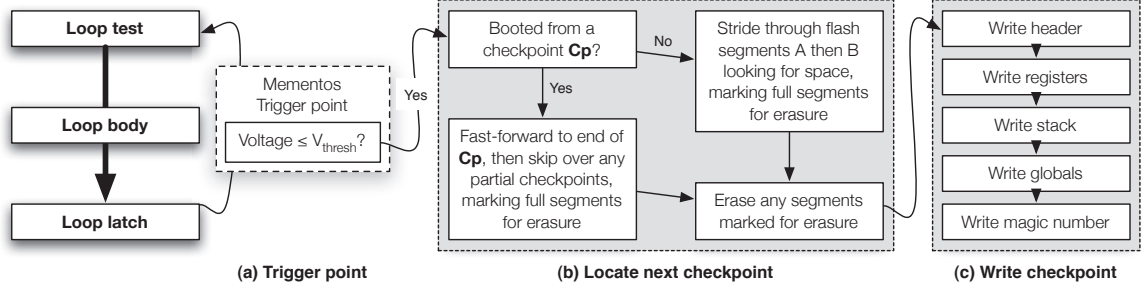 Loop test
Loop body
Loop latch
Mementos
Trigger point
Voltage ≤ Vthresh?
(a) Trigger point
Yes
Booted from a
checkpoint Cp?
No
Yes
Fast-forward to end of
Cp, then skip over any
partial checkpoints,
marking full segments
for erasure
Stride through flash
segments A then B
looking for space,
marking full segments
for erasure
Erase any segments
marked for erasure
(b) Locate next checkpoint
Write header
Write registers
Write stack
Write globals
Write magic number
(c) Write checkpoint